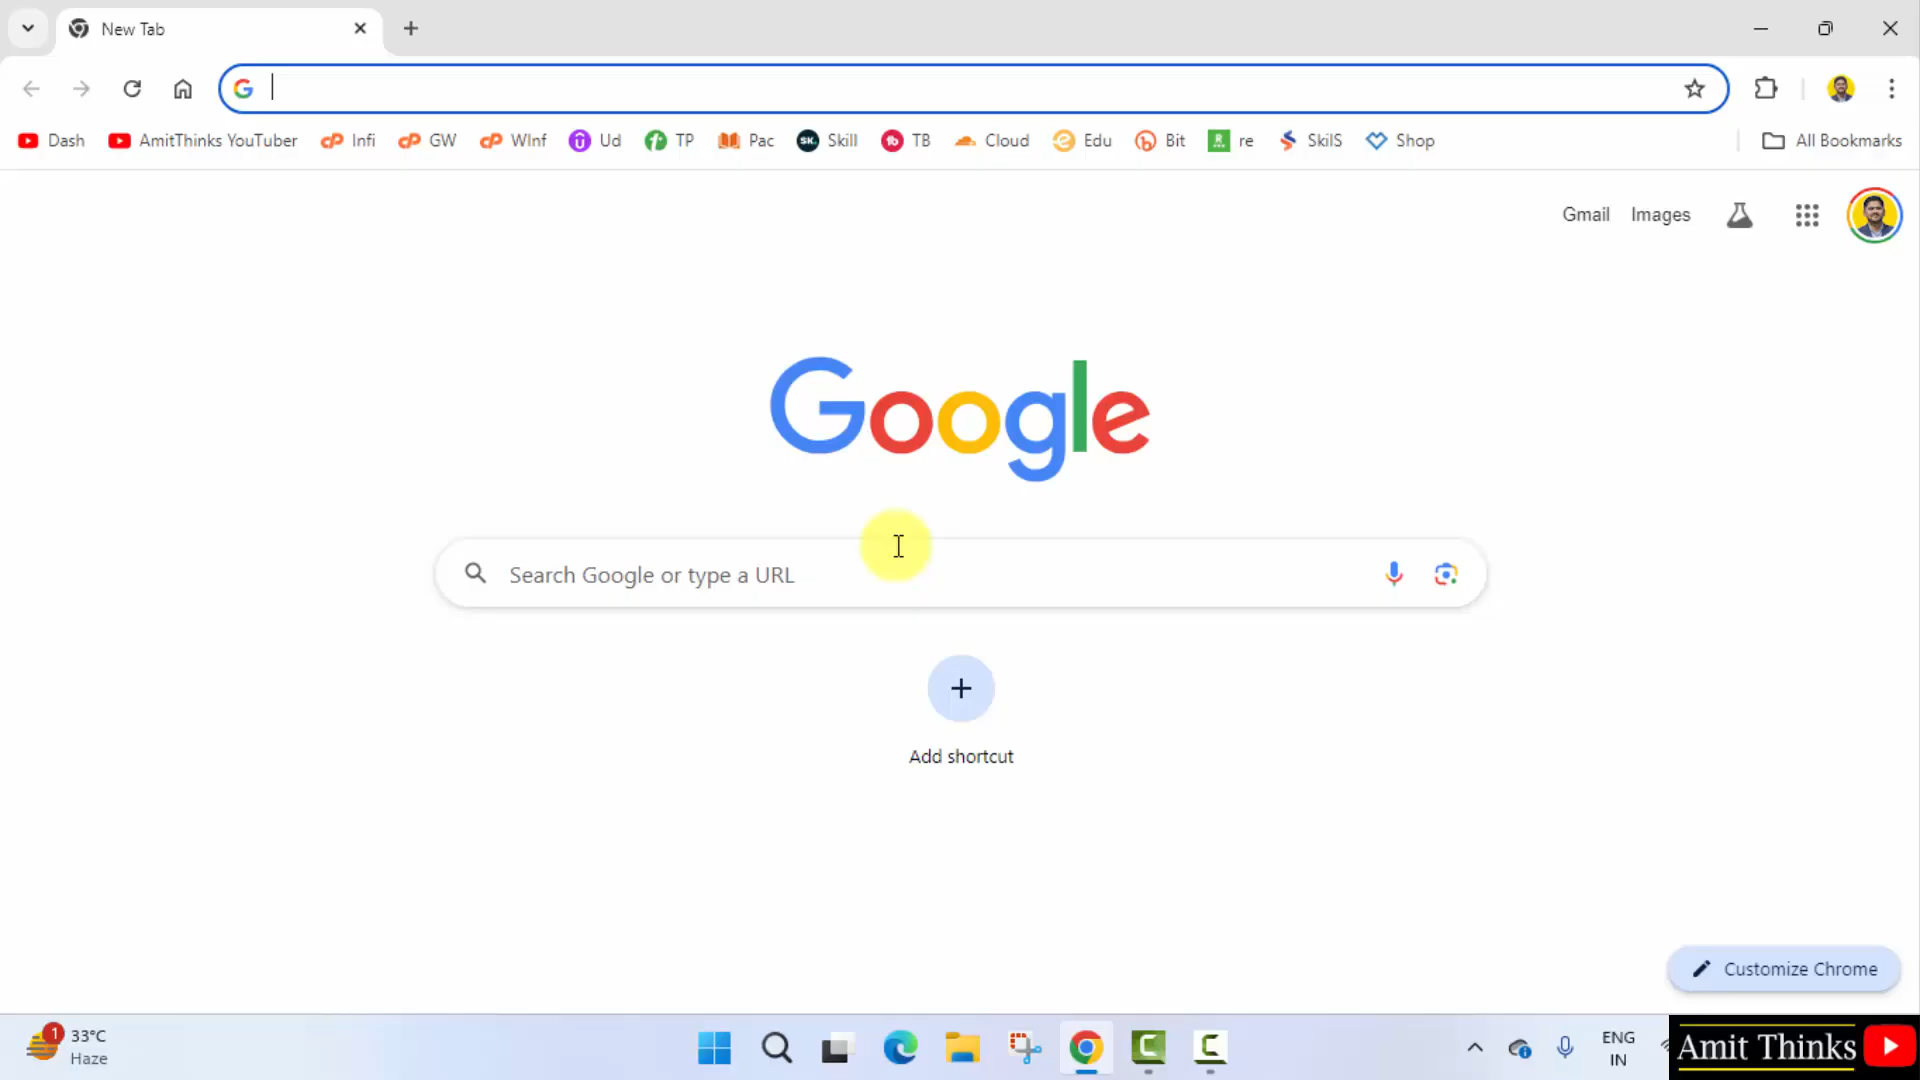 New Tab
Dash AmitThinks YouTuber Infi GW WInf Ud TP Pac Skill TB Cloud Edu Bit re SkilS Shop All Bookmarks
Gmail Images
Google
Search Google or type a URL
Add shortcut
Customize Chrome
1 33°C
Haze
ENG
IN
Amit Thinks